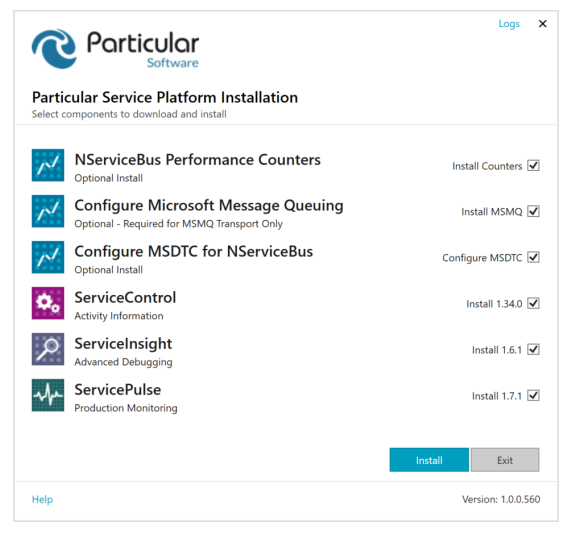 Logs
Particular
Software
Particular Service Platform Installation
Select components to download and install
NServiceBus Performance Counters
Optional Install
Install Counters
Configure Microsoft Message Queuing
Optional - Required for MSMQ Transport Only
Install MSMQ
Configure MSDTC for NServiceBus
Optional Install
Configure MSDTC
ServiceControl
Activity Information
Install 1.34.0
ServiceInsight
Advanced Debugging
Install 1.6.1
ServicePulse
Production Monitoring
Install 1.7.1
Install
Exit
Help
Version: 1.0.0.560